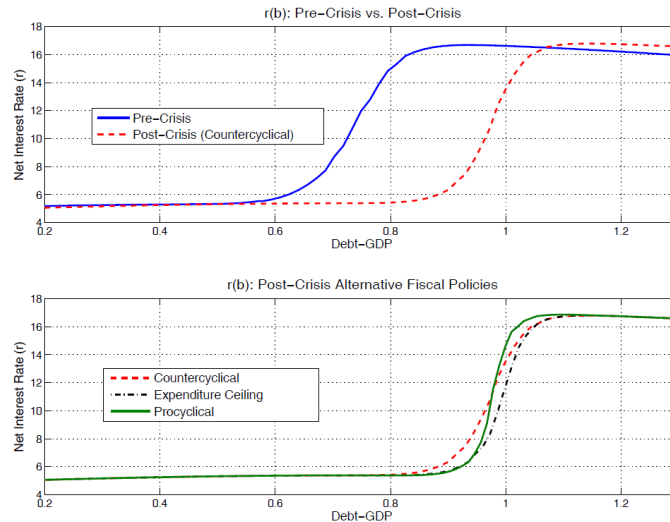 r(b): Pre-Crisis vs. Post-Crisis
18
16
14
12
10
8
6
4
Net Interest Rate (r)
Pre-Crisis
Post-Crisis (Countercyclical)
0.2 0.4 0.6 0.8 1 1.2
Debt-GDP
r(b): Post-Crisis Alternative Fiscal Policies
18
16
14
12
10
8
6
4
Net Interest Rate (r)
Countercyclical
Expenditure Ceiling
Procyclical
0.2 0.4 0.6 0.8 1 1.2
Debt-GDP